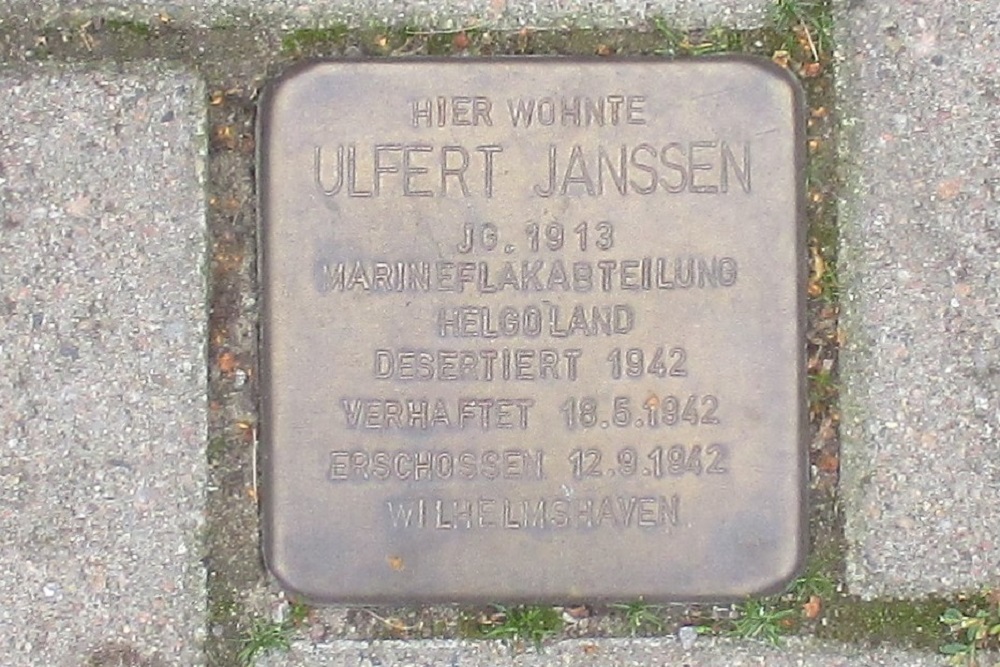 HIER WOHNTE
ULFERT JANSSEN
JG. 1913
MARINEFLAKABTEILUNG
HELGOLAND
DESERTIERT 1942
VERHAFTET 18.5.1942
ERSCHOSSEN 12.9.1942
WILHELMSHAVEN